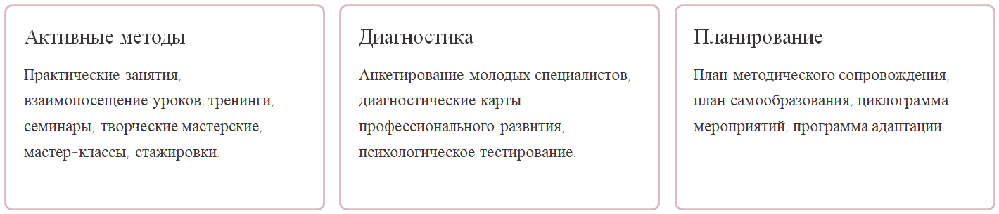 Активные методы
Практические занятия,
взаимопосещение уроков, тренинги,
семинары, творческие мастерские,
мастер-классы, стажировки.
Диагностика
Анкетирование молодых специалистов,
диагностические карты
профессионального развития,
психологическое тестирование.
Планирование
План методического сопровождения,
план самообразования, циклограмма
мероприятий, программа адаптации.